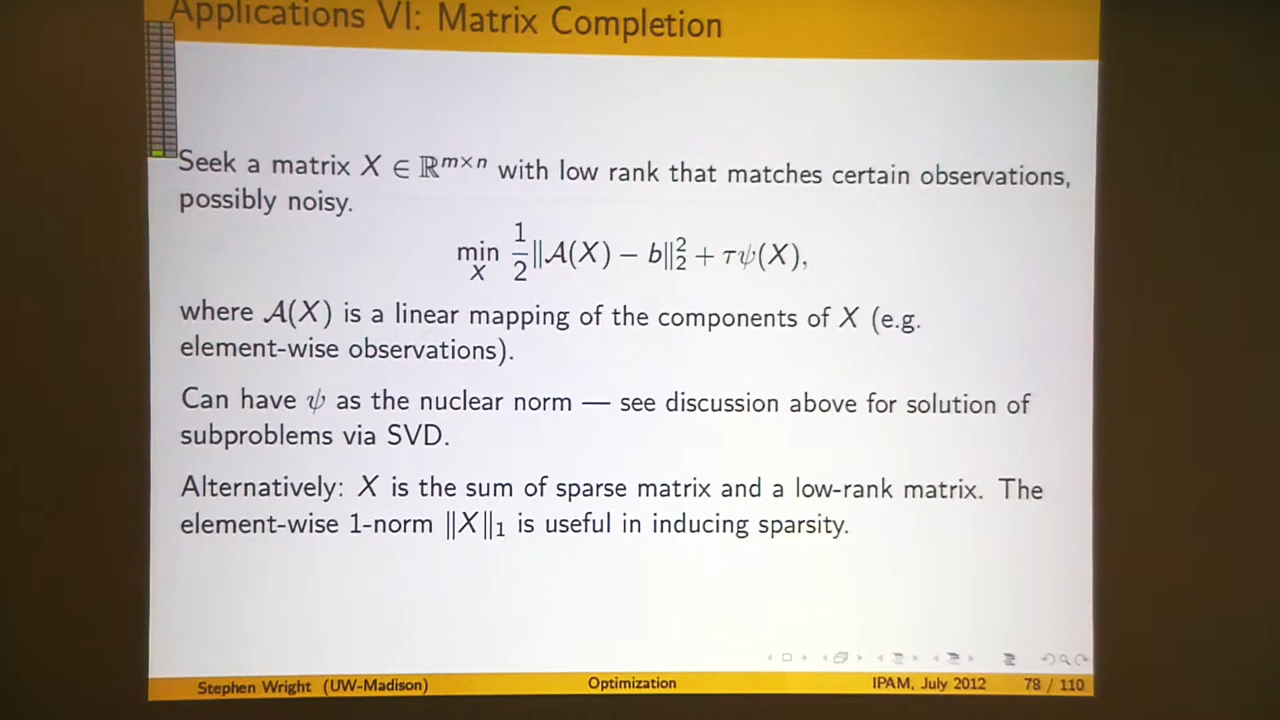 Applications VI: Matrix Completion
Seek a matrix X ∈ ℝ^{m×n} with low rank that matches certain observations,
possibly noisy.
min_X 1/2 ‖𝒜(X) − b‖_2^2 + τψ(X),
where 𝒜(X) is a linear mapping of the components of X (e.g.
element-wise observations).
Can have ψ as the nuclear norm — see discussion above for solution of
subproblems via SVD.
Alternatively: X is the sum of sparse matrix and a low-rank matrix. The
element-wise 1-norm ‖X‖_1 is useful in inducing sparsity.
Stephen Wright (UW-Madison) Optimization IPAM, July 2012 78 / 110